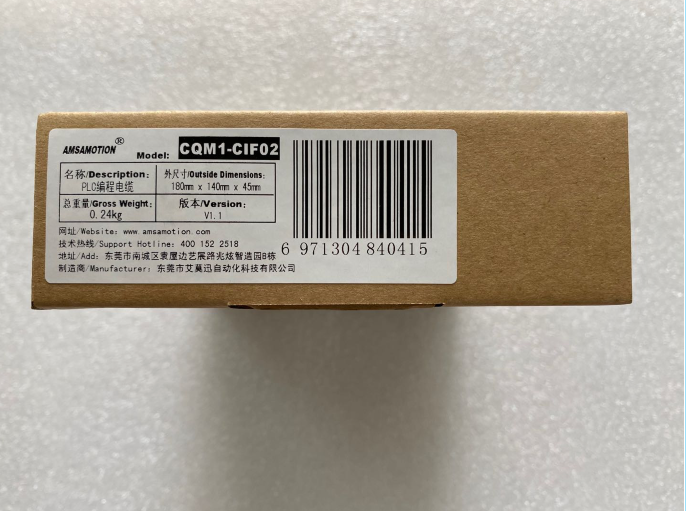 AMSAMOTION®
Model: CQM1-CIF02
名称/Description: 外尺寸/Outside Dimensions:
PLC编程电缆 180mm x 140mm x 45mm
总重量/Gross Weight: 版本/Version:
0.24kg V1.1
网址/Website: www.amsamotion.com
技术热线/Support Hotline: 400 152 2518
地址/Add: 东莞市南城区袁屋边艺展路兆炫智造园B栋
制造商/Manufacturer: 东莞市艾莫迅自动化科技有限公司
6 971304 840415